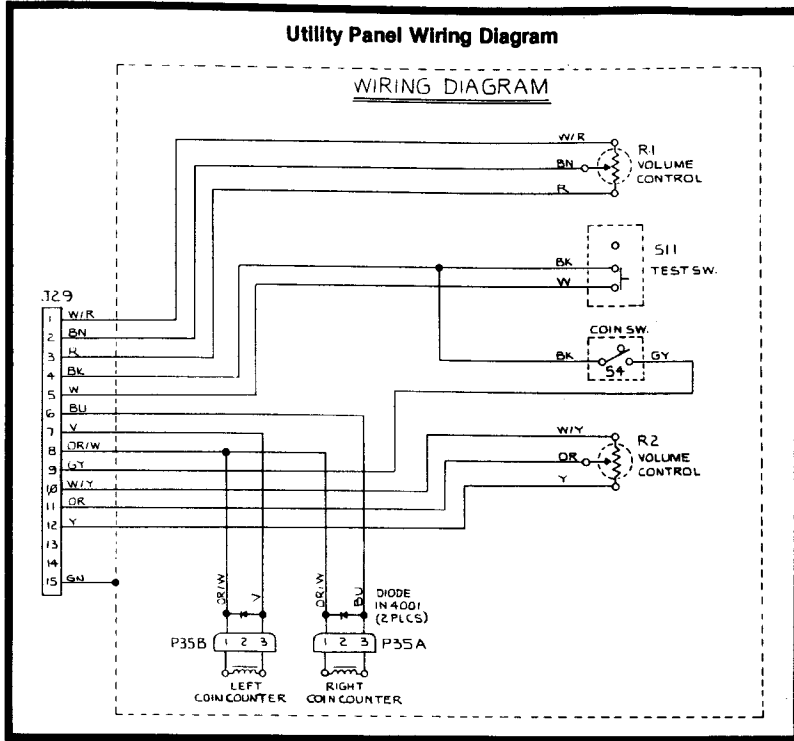 Utility Panel Wiring Diagram
WIRING DIAGRAM
W/R
R1
VOLUME
CONTROL
BN
R
BK
S11
TEST SW.
W
COIN SW.
BK
GY
S4
W/Y
R2
VOLUME
CONTROL
OR
Y
J29
1 W/R
2 BN
3 R
4 BK
5 W
6 BU
7 V
8 OR/W
9 GY
10 W/Y
11 OR
12 Y
13
14
15 GN
OR/W
V
OR/W
BU
DIODE
IN 4001
(2 PLCS)
P35B 1 2 3
1 2 3 P35A
LEFT
COIN COUNTER
RIGHT
COIN COUNTER